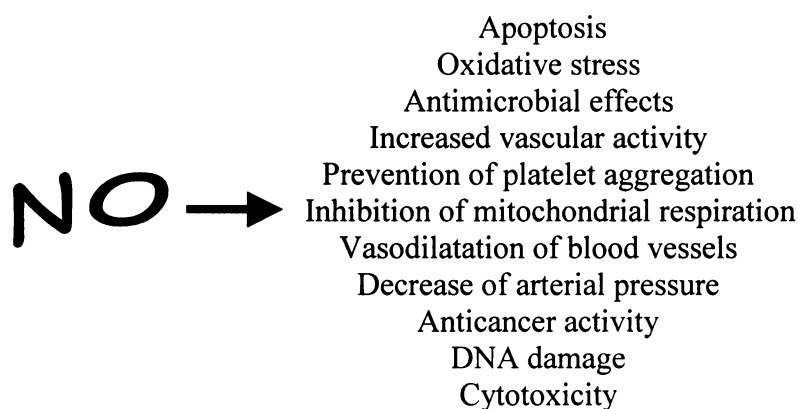 Apoptosis
Oxidative stress
Antimicrobial effects
Increased vascular activity
Prevention of platelet aggregation
NO
Inhibition of mitochondrial respiration
Vasodilatation of blood vessels
Decrease of arterial pressure
Anticancer activity
DNA damage
Cytotoxicity